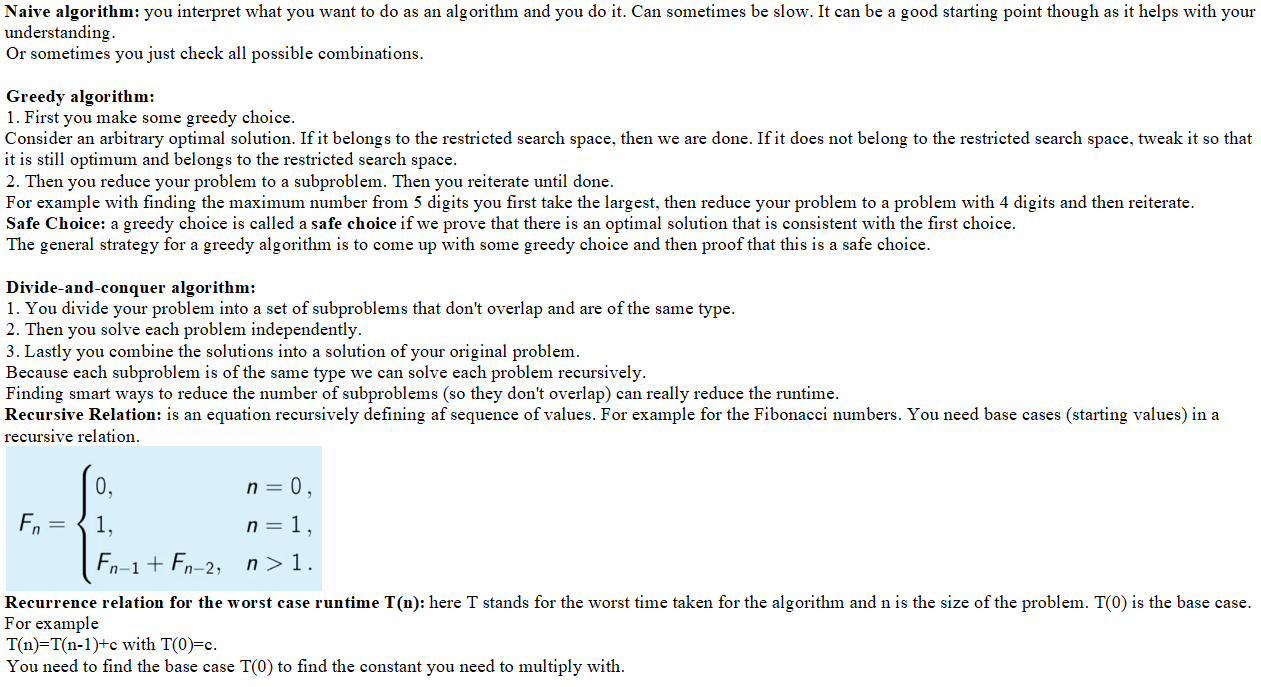 Naive algorithm: you interpret what you want to do as an algorithm and you do it. Can sometimes be slow. It can be a good starting point though as it helps with your
understanding.
Or sometimes you just check all possible combinations.
Greedy algorithm:
1. First you make some greedy choice.
Consider an arbitrary optimal solution. If it belongs to the restricted search space, then we are done. If it does not belong to the restricted search space, tweak it so that
it is still optimum and belongs to the restricted search space.
2. Then you reduce your problem to a subproblem. Then you reiterate until done.
For example with finding the maximum number from 5 digits you first take the largest, then reduce your problem to a problem with 4 digits and then reiterate.
Safe Choice: a greedy choice is called a safe choice if we prove that there is an optimal solution that is consistent with the first choice.
The general strategy for a greedy algorithm is to come up with some greedy choice and then proof that this is a safe choice.
Divide-and-conquer algorithm:
1. You divide your problem into a set of subproblems that don't overlap and are of the same type.
2. Then you solve each problem independently.
3. Lastly you combine the solutions into a solution of your original problem.
Because each subproblem is of the same type we can solve each problem recursively.
Finding smart ways to reduce the number of subproblems (so they don't overlap) can really reduce the runtime.
Recursive Relation: is an equation recursively defining af sequence of values. For example for the Fibonacci numbers. You need base cases (starting values) in a
recursive relation.
0, n = 0,
Fₙ = { 1, n = 1,
Fₙ₋₁ + Fₙ₋₂, n > 1.
Recurrence relation for the worst case runtime T(n): here T stands for the worst time taken for the algorithm and n is the size of the problem. T(0) is the base case.
For example
T(n)=T(n-1)+c with T(0)=c.
You need to find the base case T(0) to find the constant you need to multiply with.